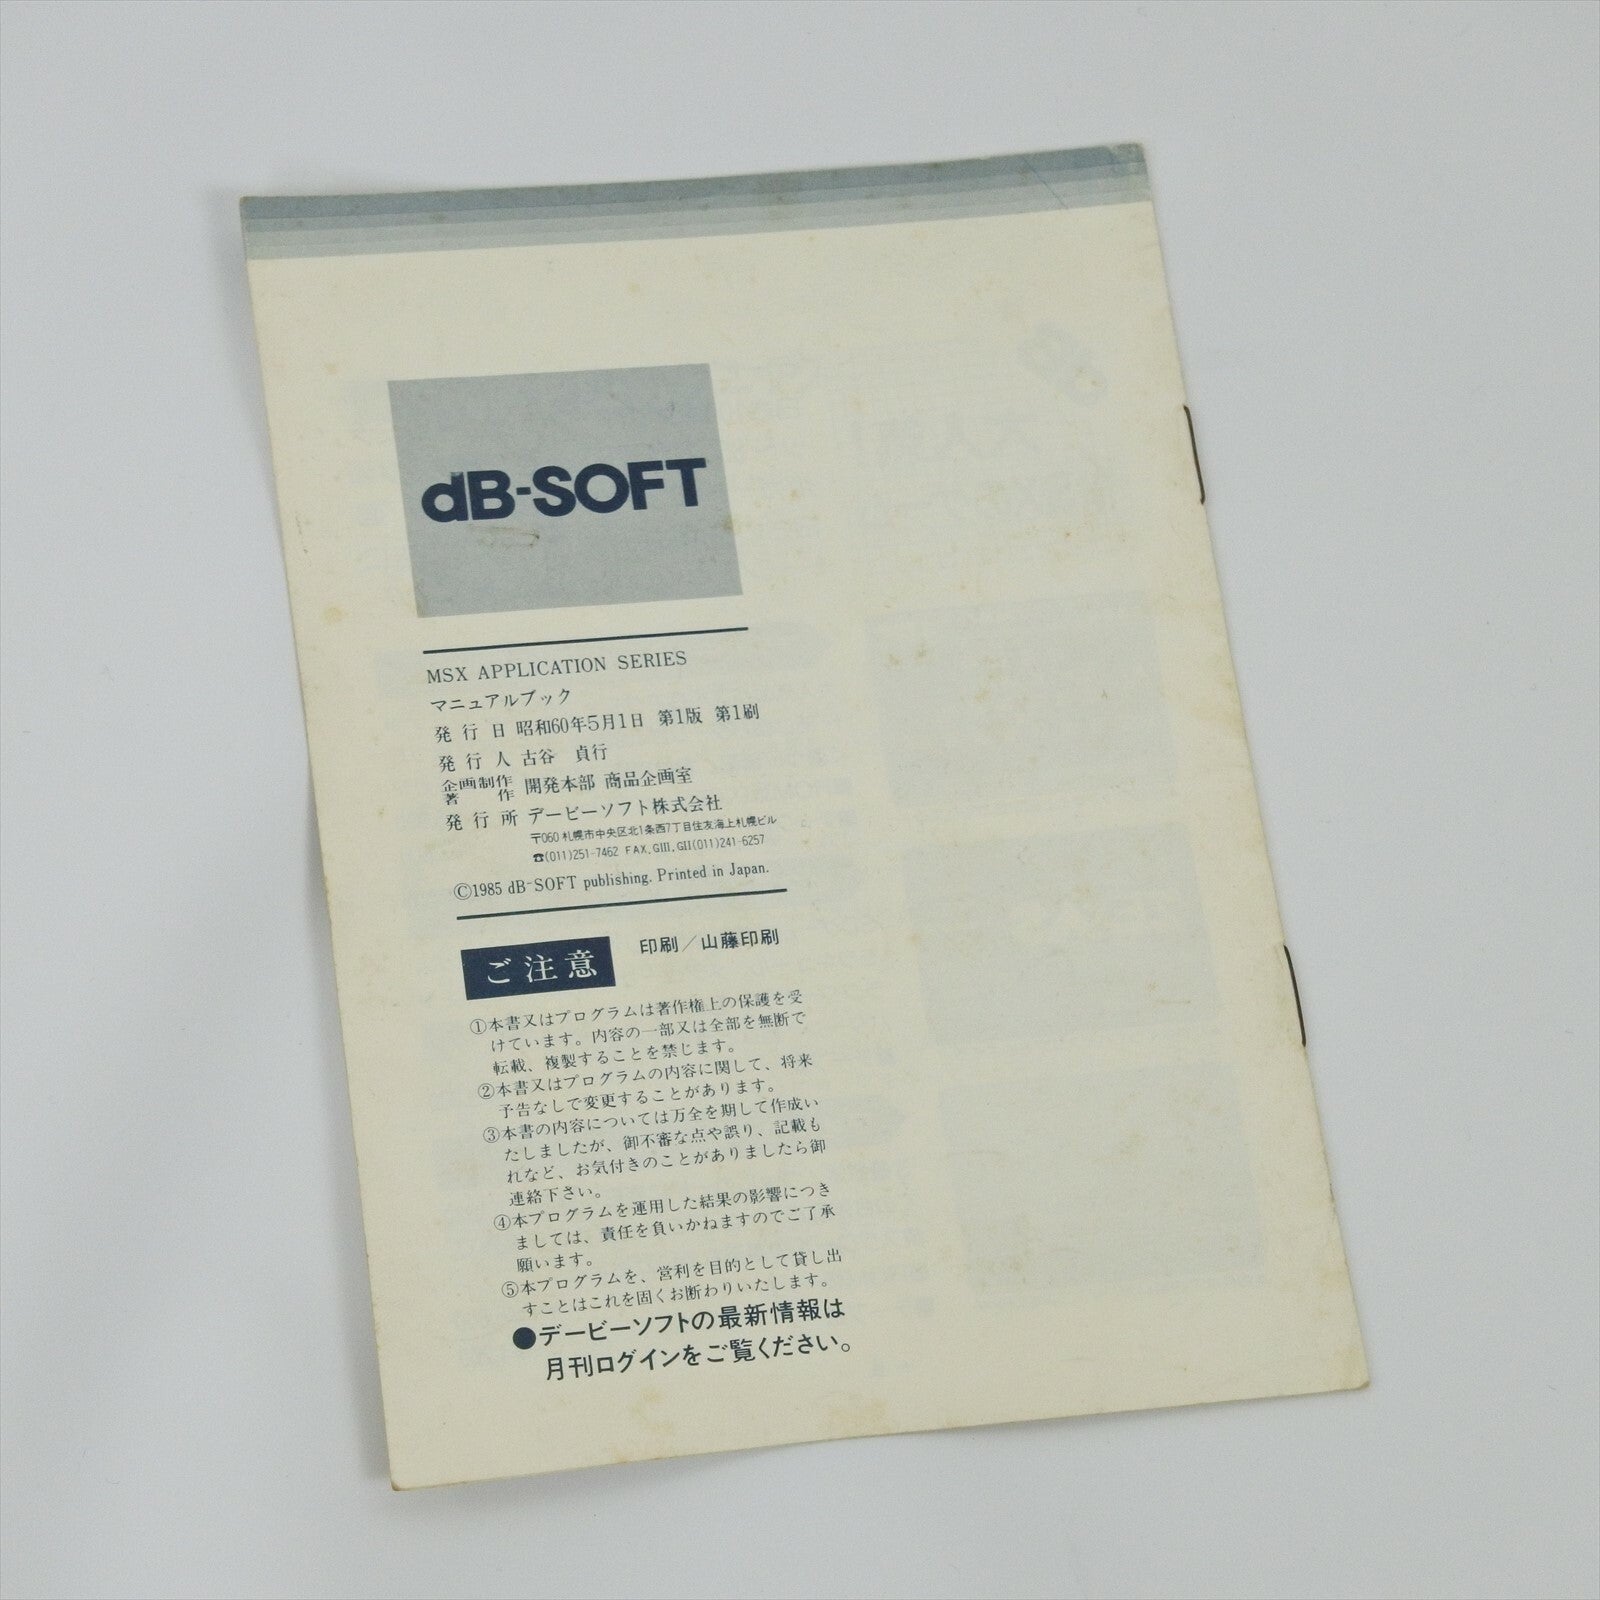 dB-SOFT
MSX APPLICATION SERIES
マニュアルブック
発行日 昭和60年5月1日 第1版 第1刷
発行人 古谷 貞行
企画制作
著作 開発本部 商品企画室
発行所 デービーソフト株式会社
〒060 札幌市中央区北1条西7丁目住友海上札幌ビル
☎(011)251-7462 FAX,GIII,GII(011)241-6257
©1985 dB-SOFT publishing. Printed in Japan.
ご注意 印刷/山藤印刷
①本書又はプログラムは著作権上の保護を受
けています。内容の一部又は全部を無断で
転載、複製することを禁じます。
②本書又はプログラムの内容に関して、将来
予告なしで変更することがあります。
③本書の内容については万全を期して作成い
たしましたが、御不審な点や誤り、記載も
れなど、お気付きのことがありましたら御
連絡下さい。
④本プログラムを運用した結果の影響につき
ましては、責任を負いかねますのでご了承
願います。
⑤本プログラムを、営利を目的として貸し出
すことはこれを固くお断わりいたします。
●デービーソフトの最新情報は
月刊ログインをご覧ください。